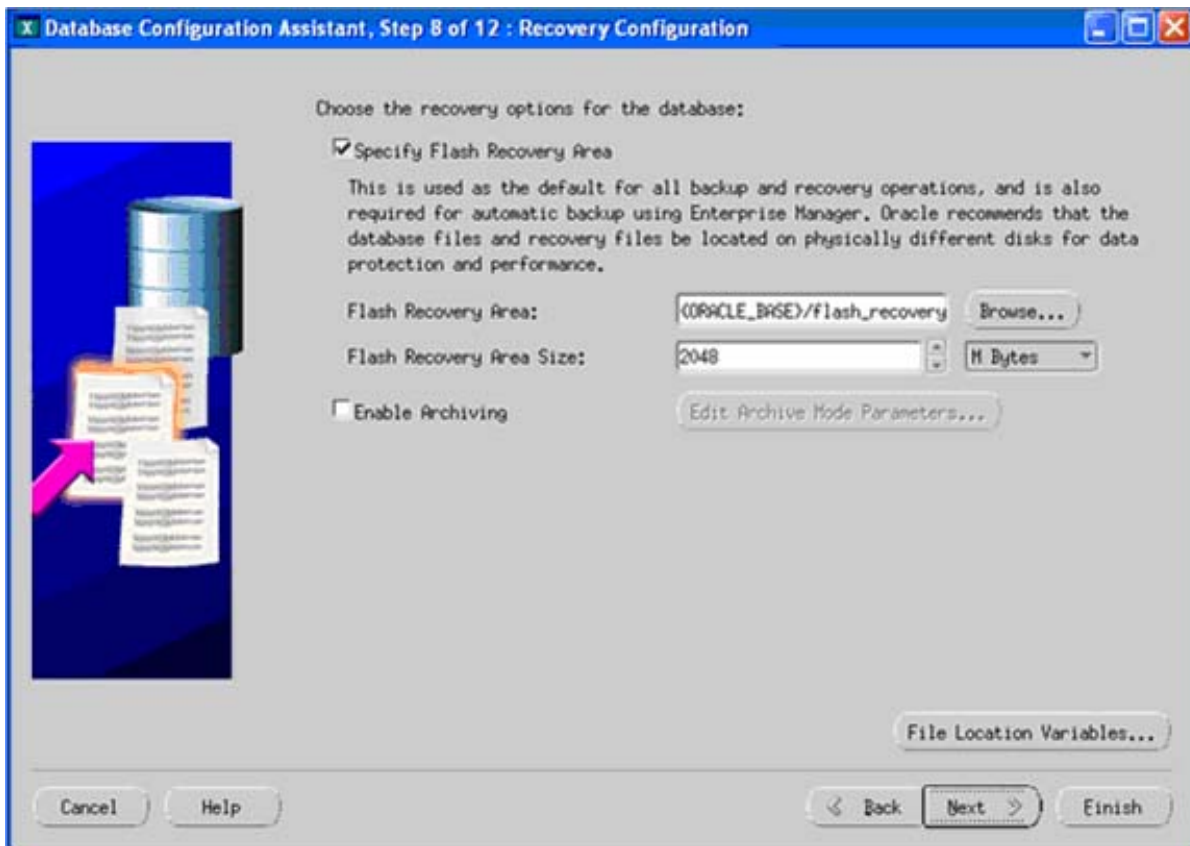 Database Configuration Assistant, Step 8 of 12 : Recovery Configuration
Choose the recovery options for the database:
Specify Flash Recovery Area
This is used as the default for all backup and recovery operations, and is also
required for automatic backup using Enterprise Manager. Oracle recommends that the
database files and recovery files be located on physically different disks for data
protection and performance.
Flash Recovery Area: {ORACLE_BASE}/flash_recovery Browse...
Flash Recovery Area Size: 2048 M Bytes
Enable Archiving Edit Archive Mode Parameters...
File Location Variables...
Cancel Help Back Next Finish